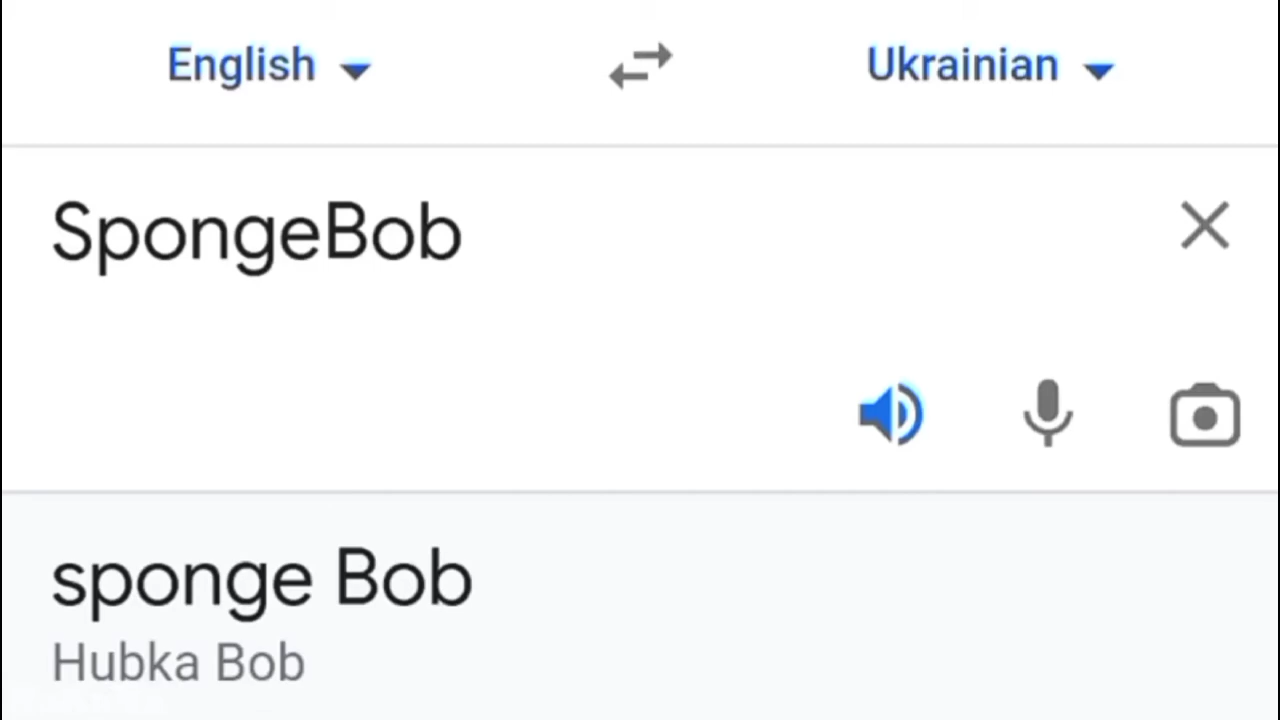 English
Ukrainian
SpongeBob
sponge Bob
Hubka Bob